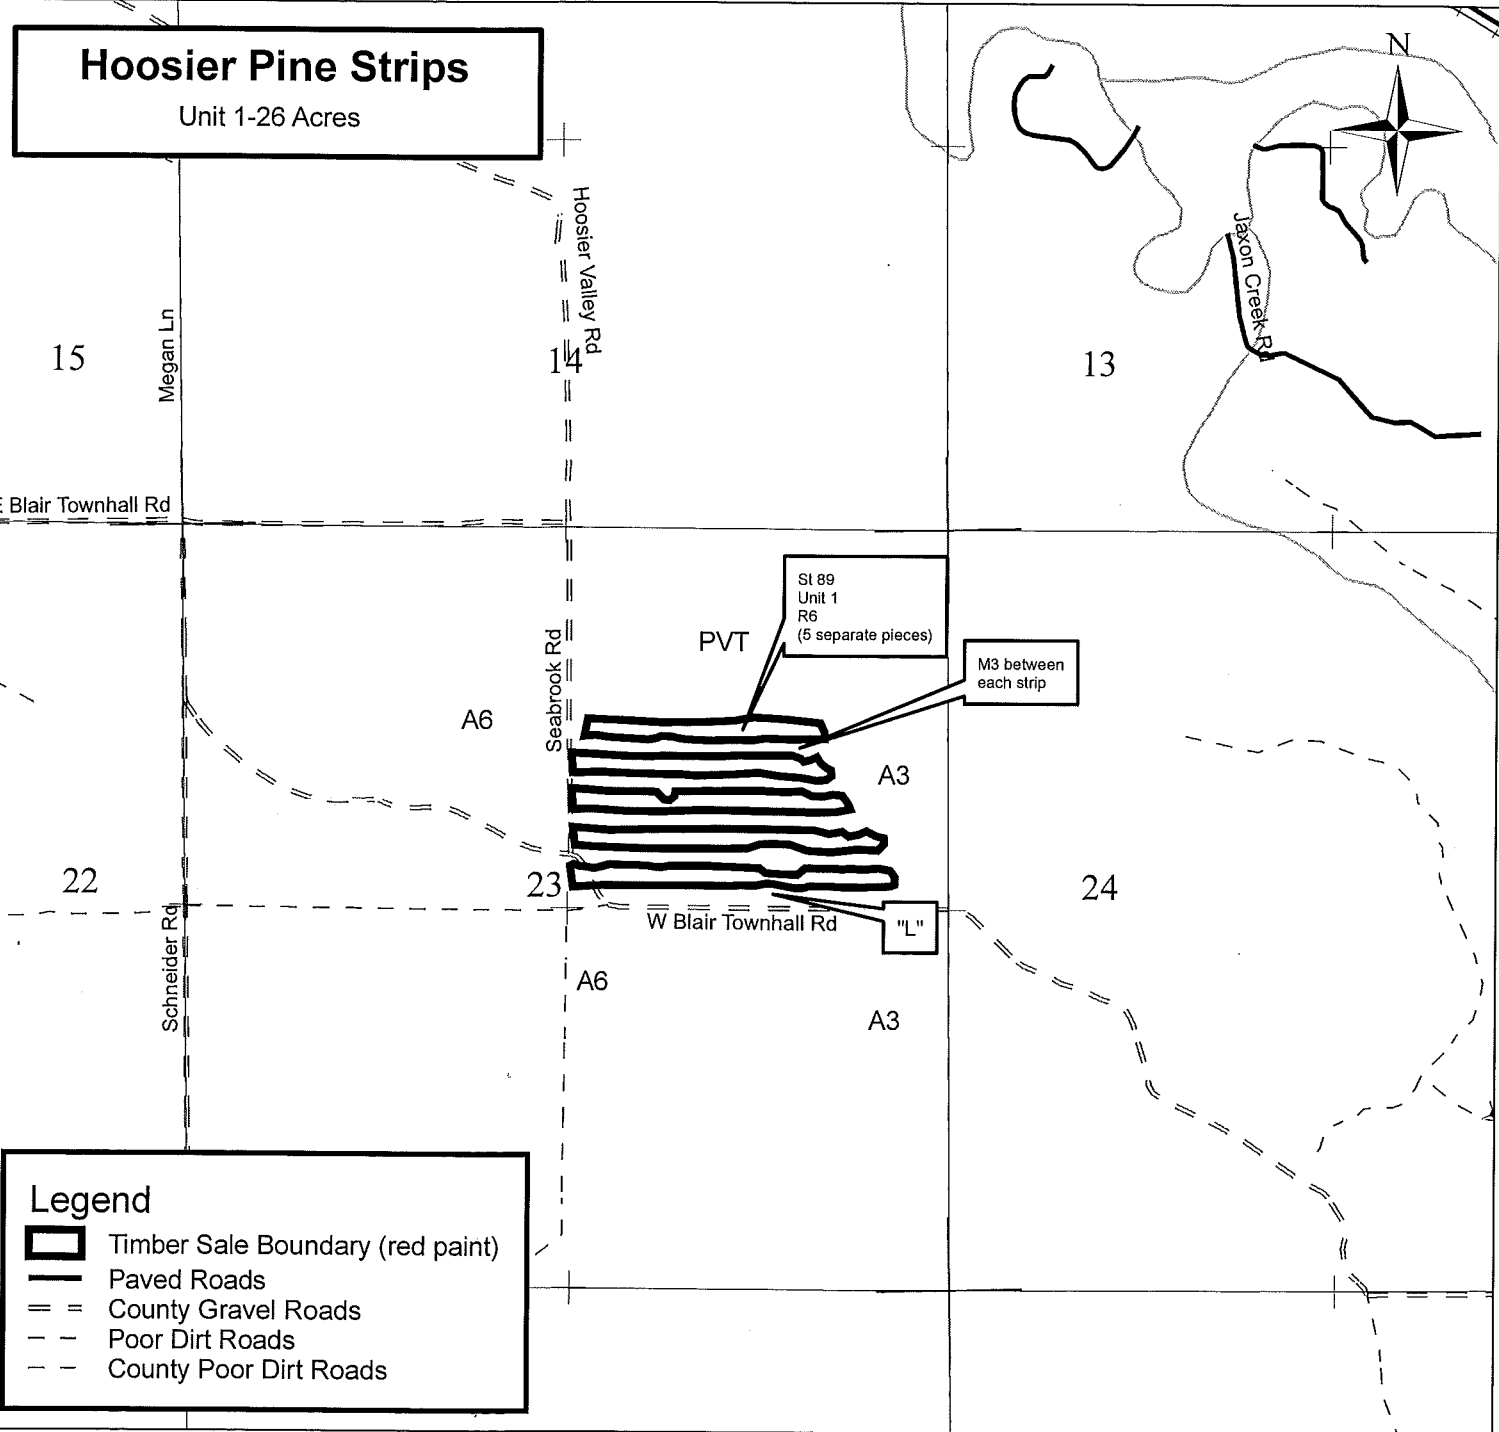 Hoosier Pine Strips
Unit 1-26 Acres
N
Hoosier Valley Rd
Jaxon Creek Rd
Megan Ln
15
14
13
E Blair Townhall Rd
St 89
Unit 1
R6
(5 separate pieces)
PVT
M3 between
each strip
Seabrook Rd
A6
A3
22
23
24
W Blair Townhall Rd
"L"
Schneider Rd
A6
A3
Legend
Timber Sale Boundary (red paint)
Paved Roads
County Gravel Roads
Poor Dirt Roads
County Poor Dirt Roads